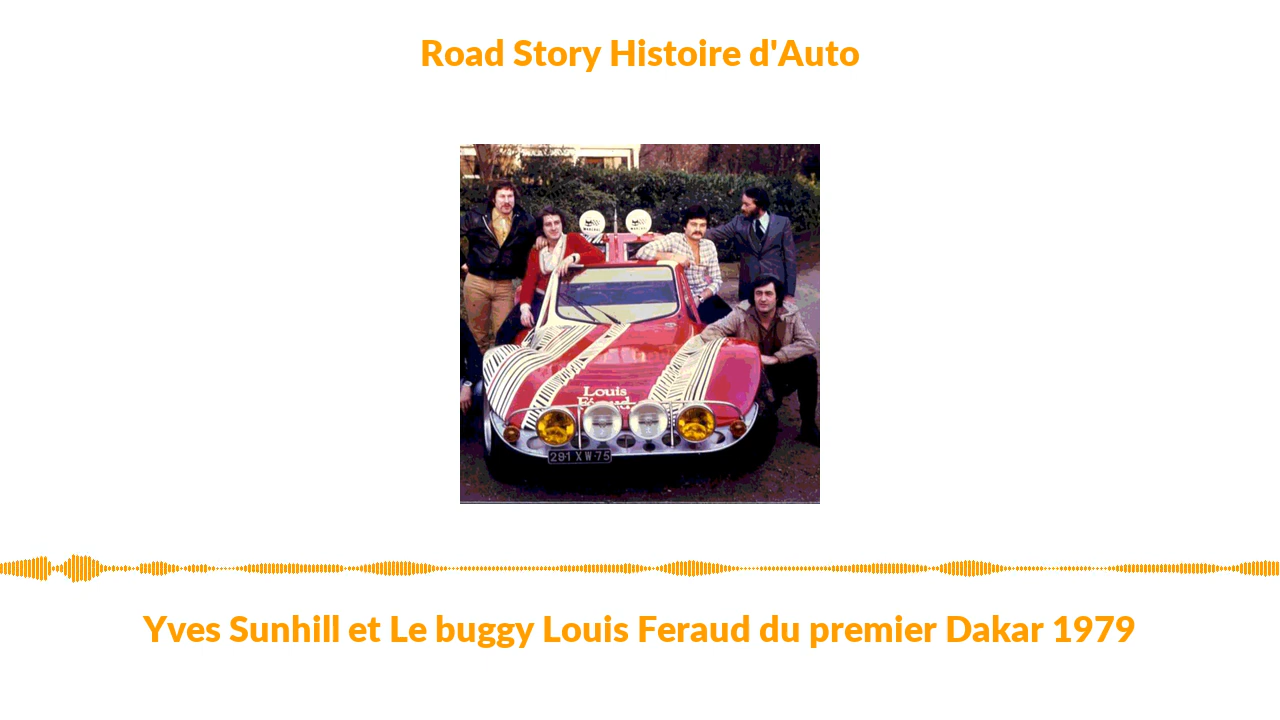 Road Story Histoire d'Auto
Louis
Féraud
291 XW 75
Yves Sunhill et Le buggy Louis Feraud du premier Dakar 1979